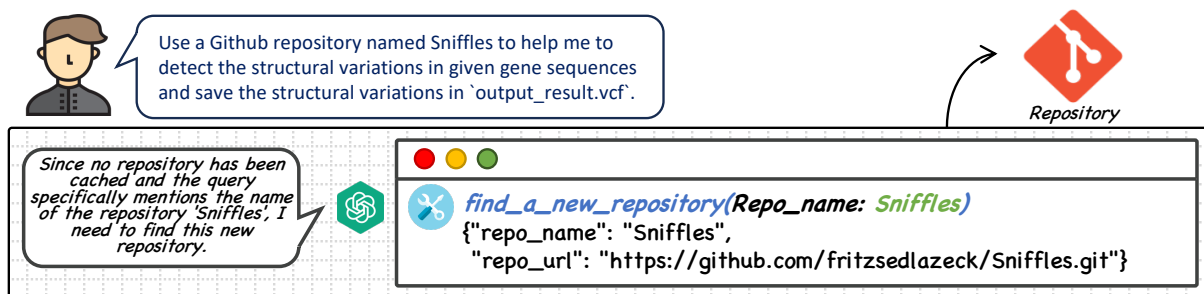 Use a Github repository named Sniffles to help me to
detect the structural variations in given gene sequences
and save the structural variations in `output_result.vcf`.
Repository
Since no repository has been
cached and the query
specifically mentions the name
of the repository 'Sniffles', I
need to find this new
repository.
find_a_new_repository(Repo_name: Sniffles)
{"repo_name": "Sniffles",
"repo_url": "https://github.com/fritzsedlazeck/Sniffles.git"}